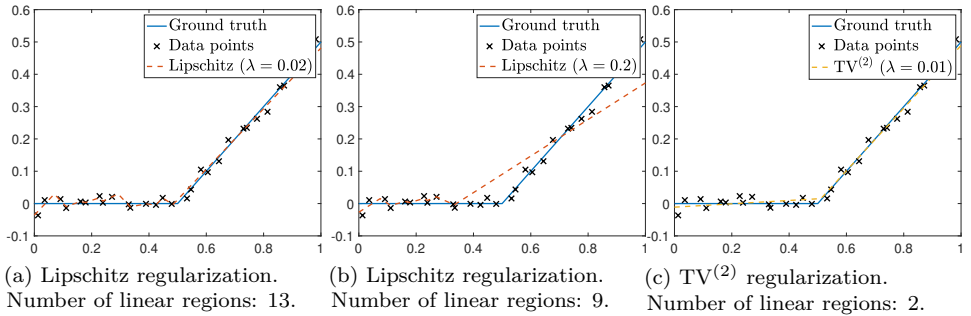 0.6
0.5
0.4
0.3
0.2
0.1
0
-0.1
0 0.2 0.4 0.6 0.8 1
Ground truth
Data points
Lipschitz (λ = 0.02)
(a) Lipschitz regularization.
Number of linear regions: 13.
0.6
0.5
0.4
0.3
0.2
0.1
0
-0.1
0 0.2 0.4 0.6 0.8 1
Ground truth
Data points
Lipschitz (λ = 0.2)
(b) Lipschitz regularization.
Number of linear regions: 9.
0.6
0.5
0.4
0.3
0.2
0.1
0
-0.1
0 0.2 0.4 0.6 0.8 1
Ground truth
Data points
TV⁽²⁾ (λ = 0.01)
(c) TV⁽²⁾ regularization.
Number of linear regions: 2.